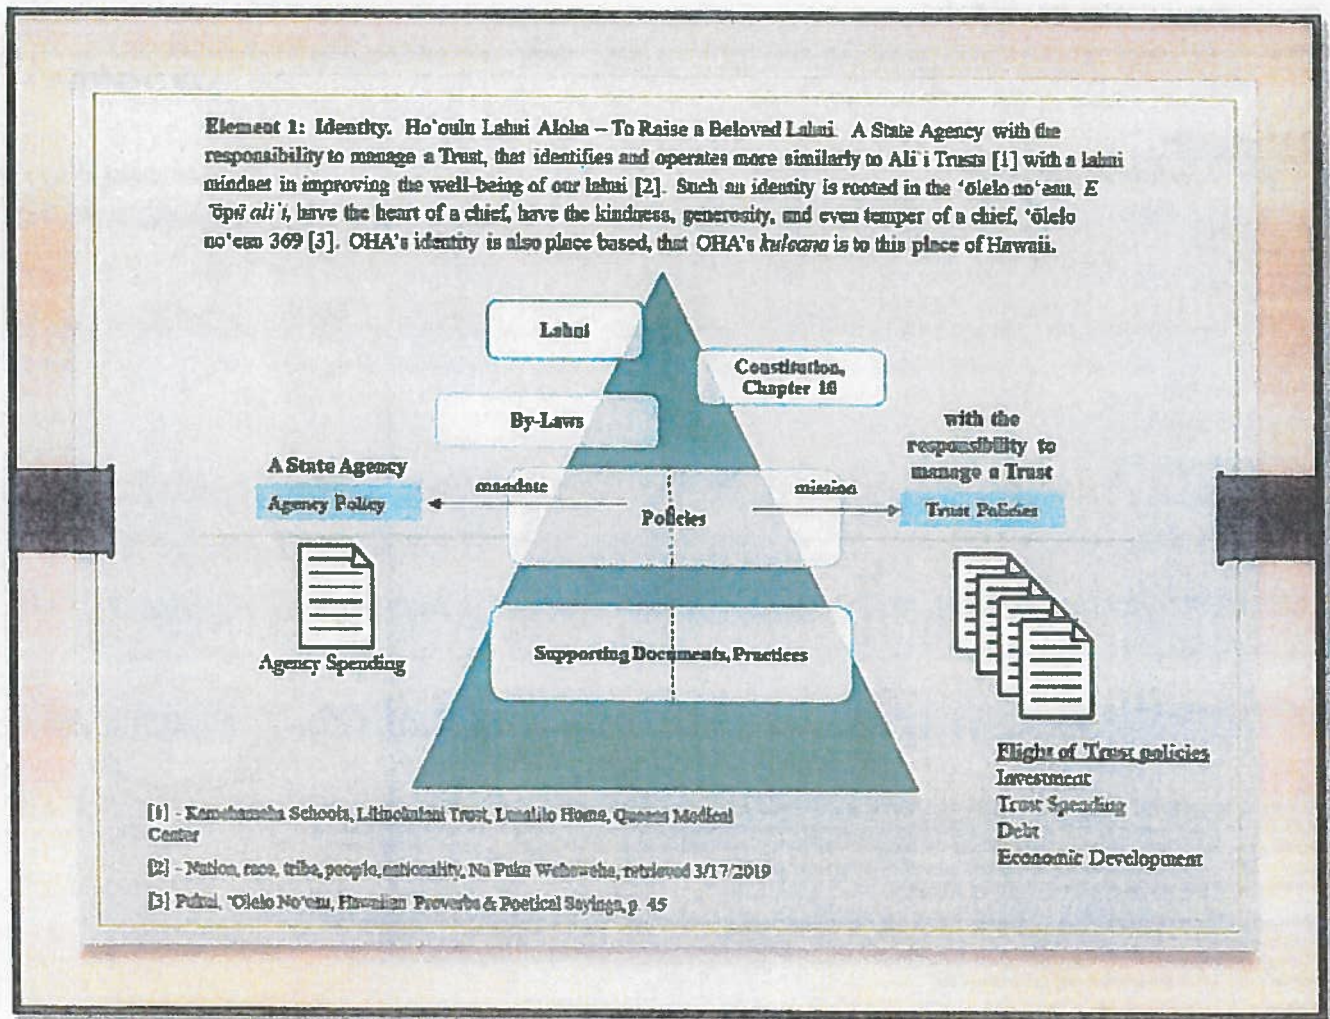 Element 1: Identity. Ho'oulu Lahui Aloha – To Raise a Beloved Lahui. A State Agency with the
responsibility to manage a Trust, that identifies and operates more similarly to Ali'i Trusts [1] with a lahui
mindset in improving the well-being of our lahui [2]. Such an identity is rooted in the 'ōlelo no'eau, E
'ōpū ali'i, have the heart of a chief, have the kindness, generosity, and even temper of a chief, 'ōlelo
no'eau 369 [3]. OHA's identity is also place based, that OHA's kuleana is to this place of Hawaii.
Lahui
Constitution,
Chapter 10
By-Laws
A State Agency
Agency Policy
mandate
Policies
mission
with the
responsibility to
manage a Trust
Trust Policies
Agency Spending
Supporting Documents, Practices
Flight of Trust policies
Investment
Trust Spending
Debt
Economic Development
[1] - Kamehameha Schools, Liliuokalani Trust, Lunalilo Home, Queens Medical
Center
[2] - Nation, race, tribe, people, nationality, Na Puke Wehewehe, retrieved 3/17/2019
[3] Pukui, 'Ōlelo No'eau, Hawaiian Proverbs & Poetical Sayings, p. 45